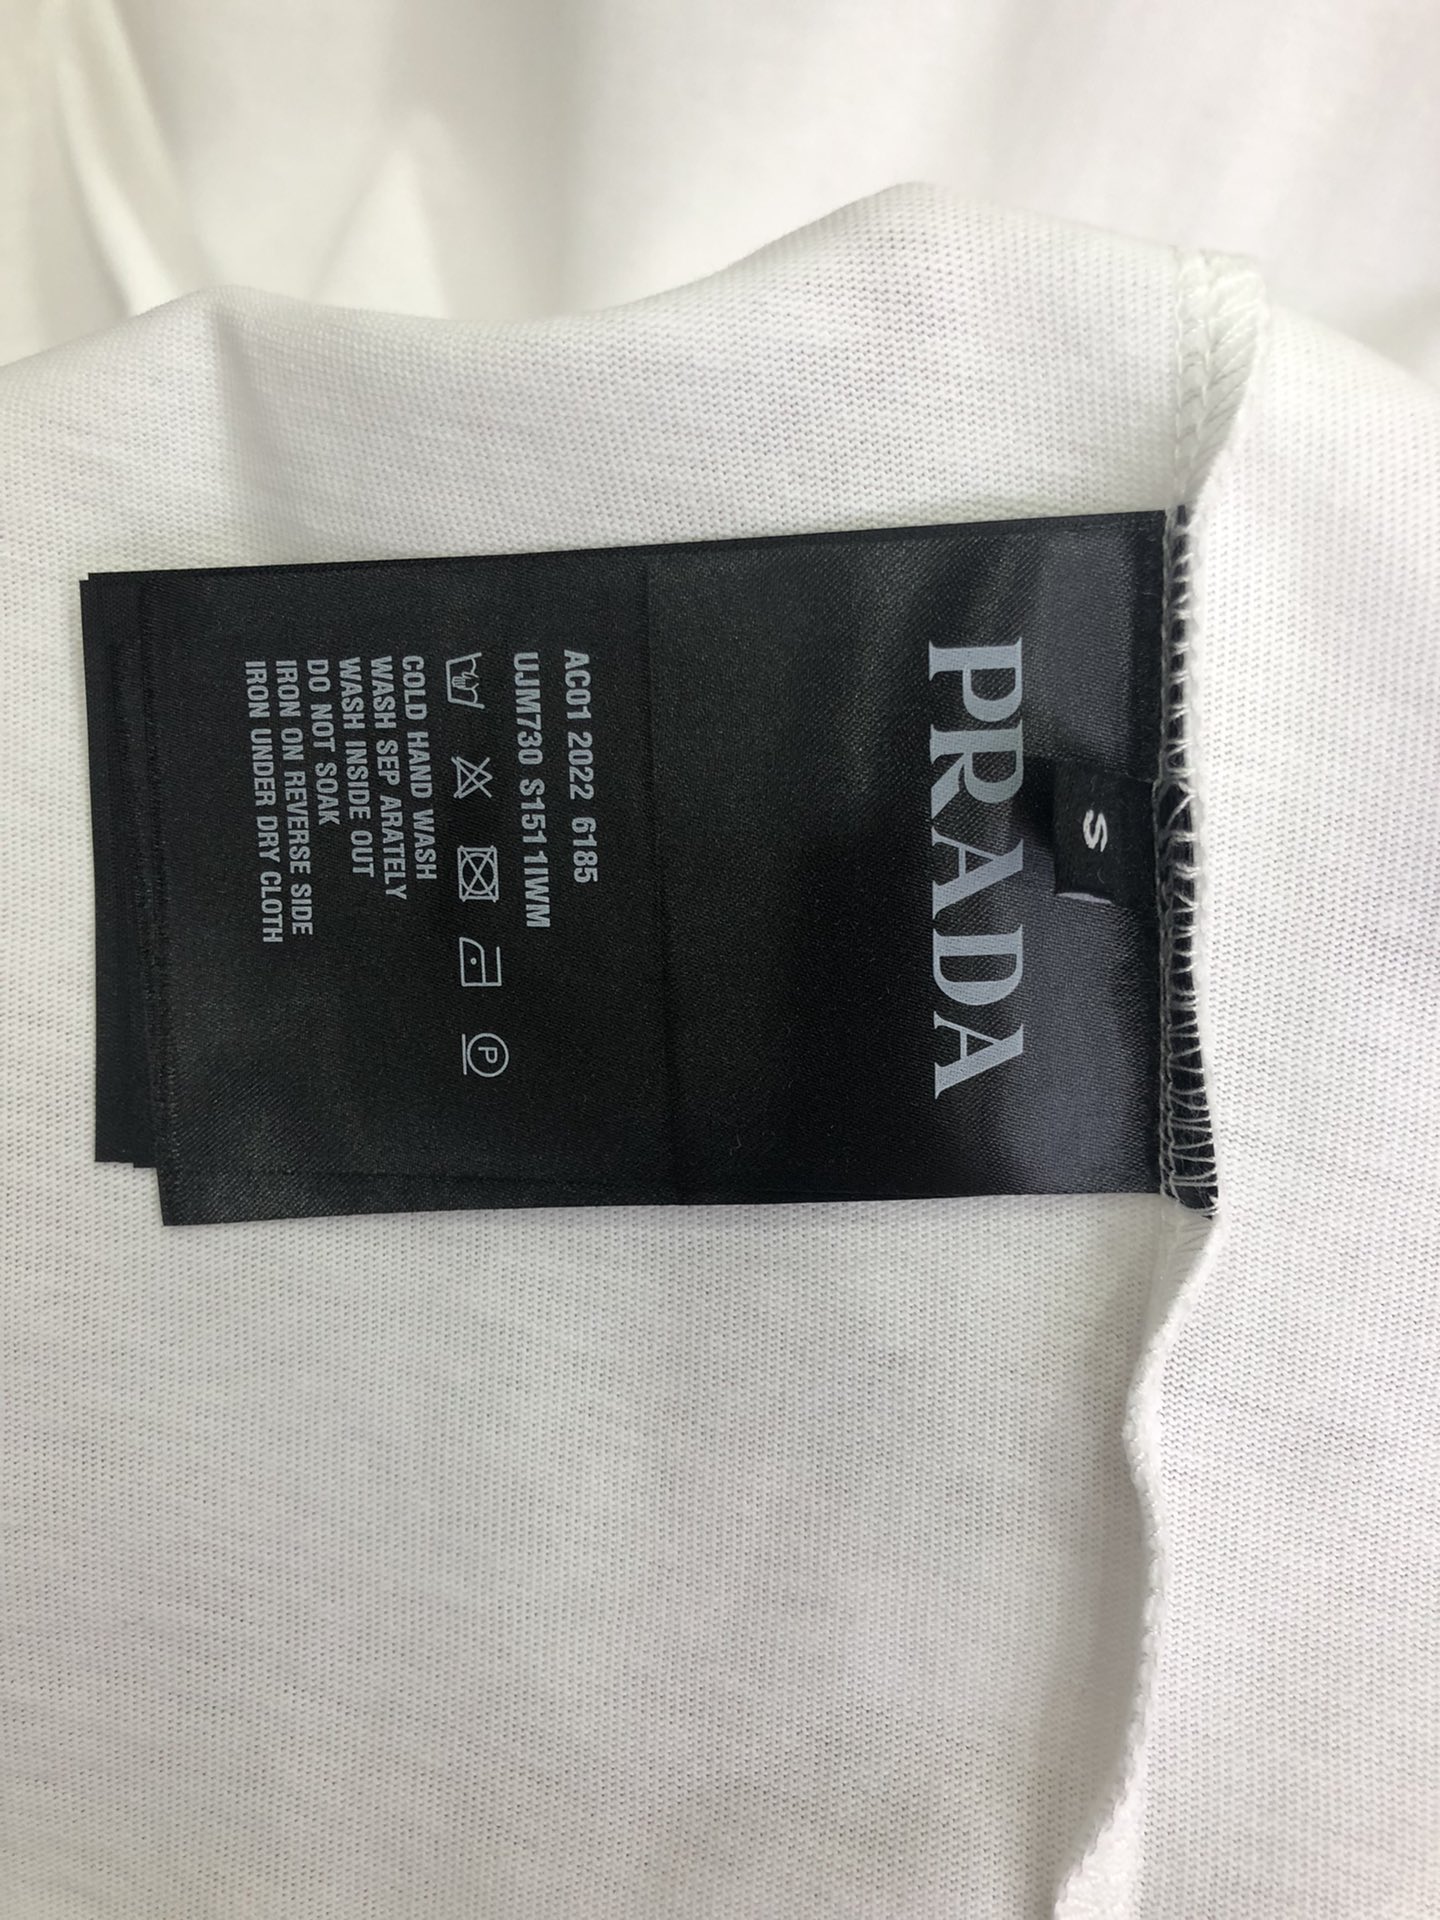 S
PRADA
AC01 2022 6185
UJM730 S1511IWM
P
COLD HAND WASH
WASH SEP ARATELY
WASH INSIDE OUT
DO NOT SOAK
IRON ON REVERSE SIDE
IRON UNDER DRY CLOTH